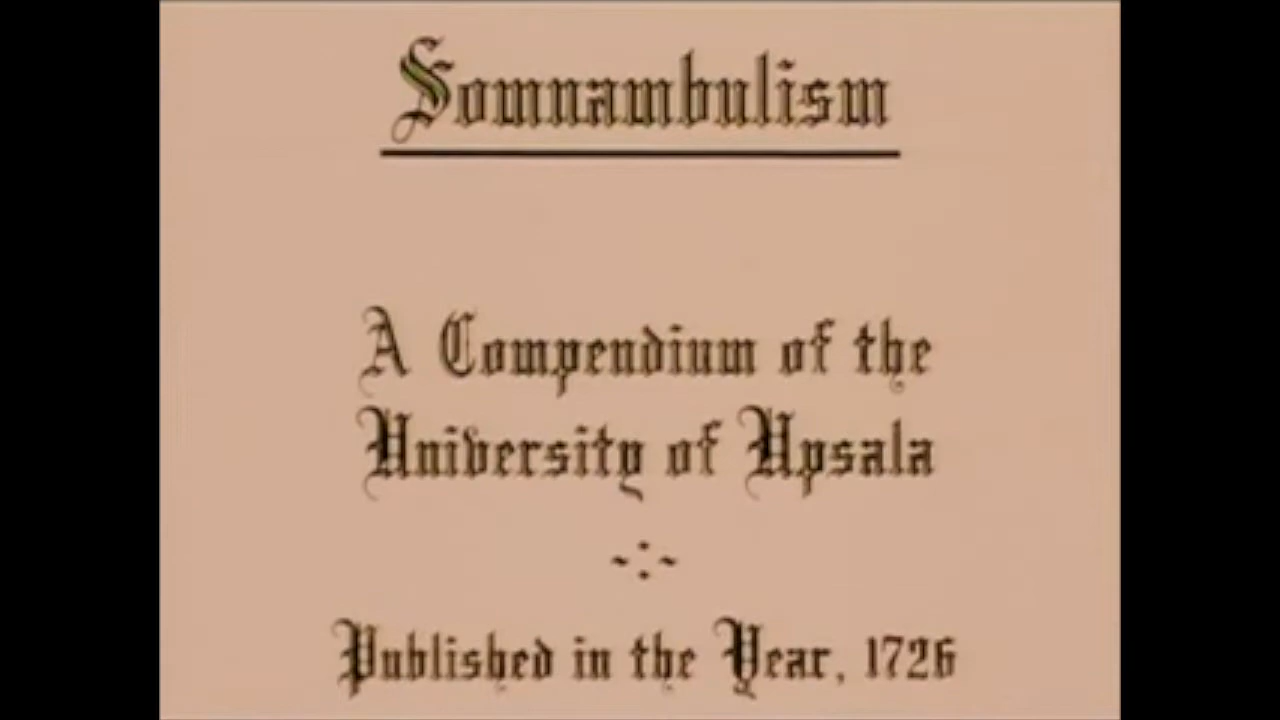 Somnambulism
A Compendium of the
University of Upsala
~:~
Published in the Year, 1726